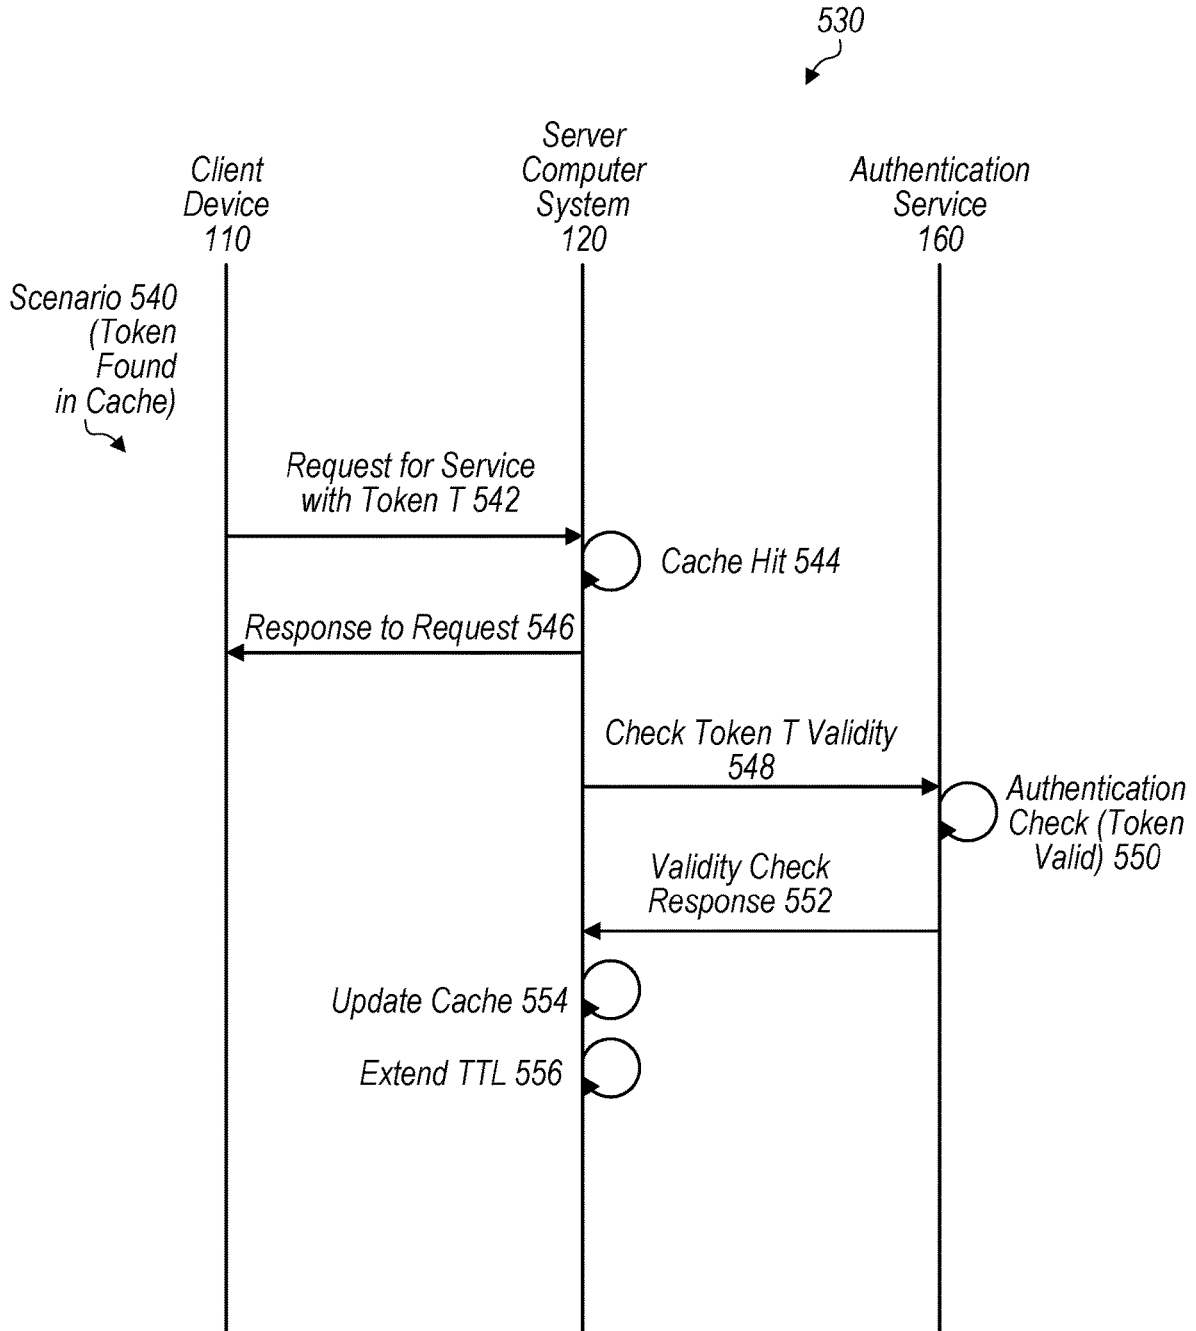 530
Client
Device
110
Server
Computer
System
120
Authentication
Service
160
Scenario 540
(Token
Found
in Cache)
Request for Service
with Token T 542
Cache Hit 544
Response to Request 546
Check Token T Validity
548
Authentication
Check (Token
Valid) 550
Validity Check
Response 552
Update Cache 554
Extend TTL 556